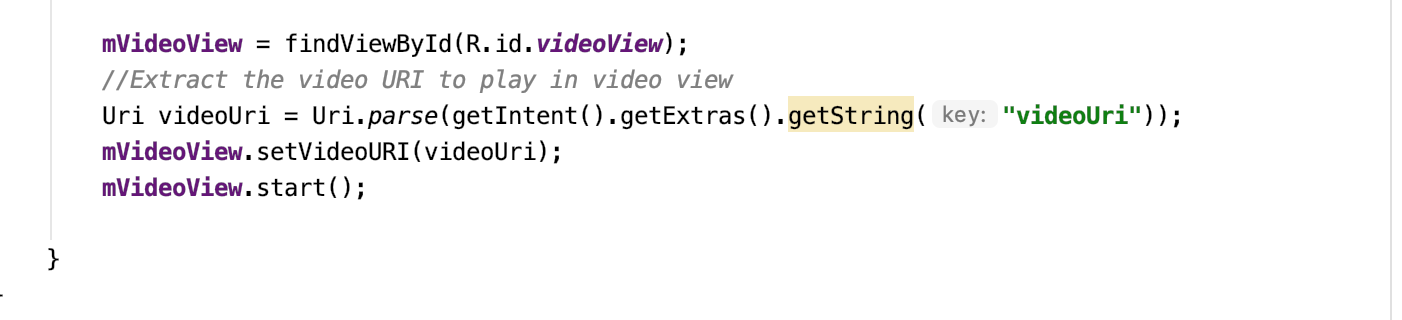 mVideoView = findViewById(R.id.videoView);
//Extract the video URI to play in video view
Uri videoUri = Uri.parse(getIntent().getExtras().getString( key: "videoUri"));
mVideoView.setVideoURI(videoUri);
mVideoView.start();
}